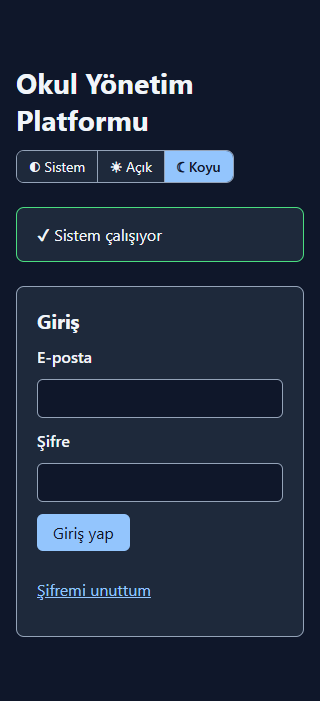 Okul Yönetim
Platformu
◐ Sistem ☀ Açık ☾ Koyu
✓ Sistem çalışıyor
Giriş
E-posta
Şifre
Giriş yap
Şifremi unuttum